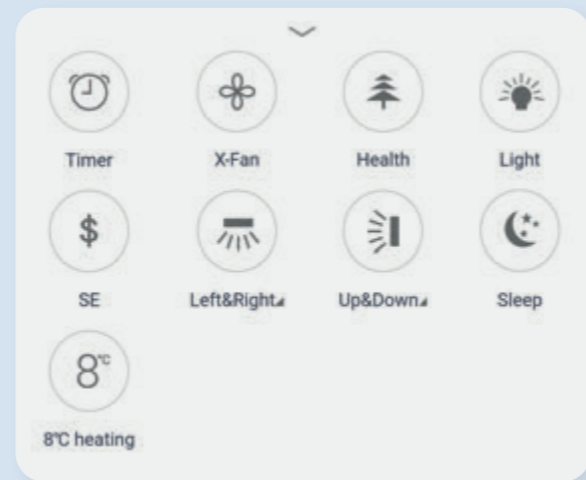 Timer
X-Fan
Health
Light
$
SE
Left&Right
Up&Down
Sleep
8℃
8℃ heating